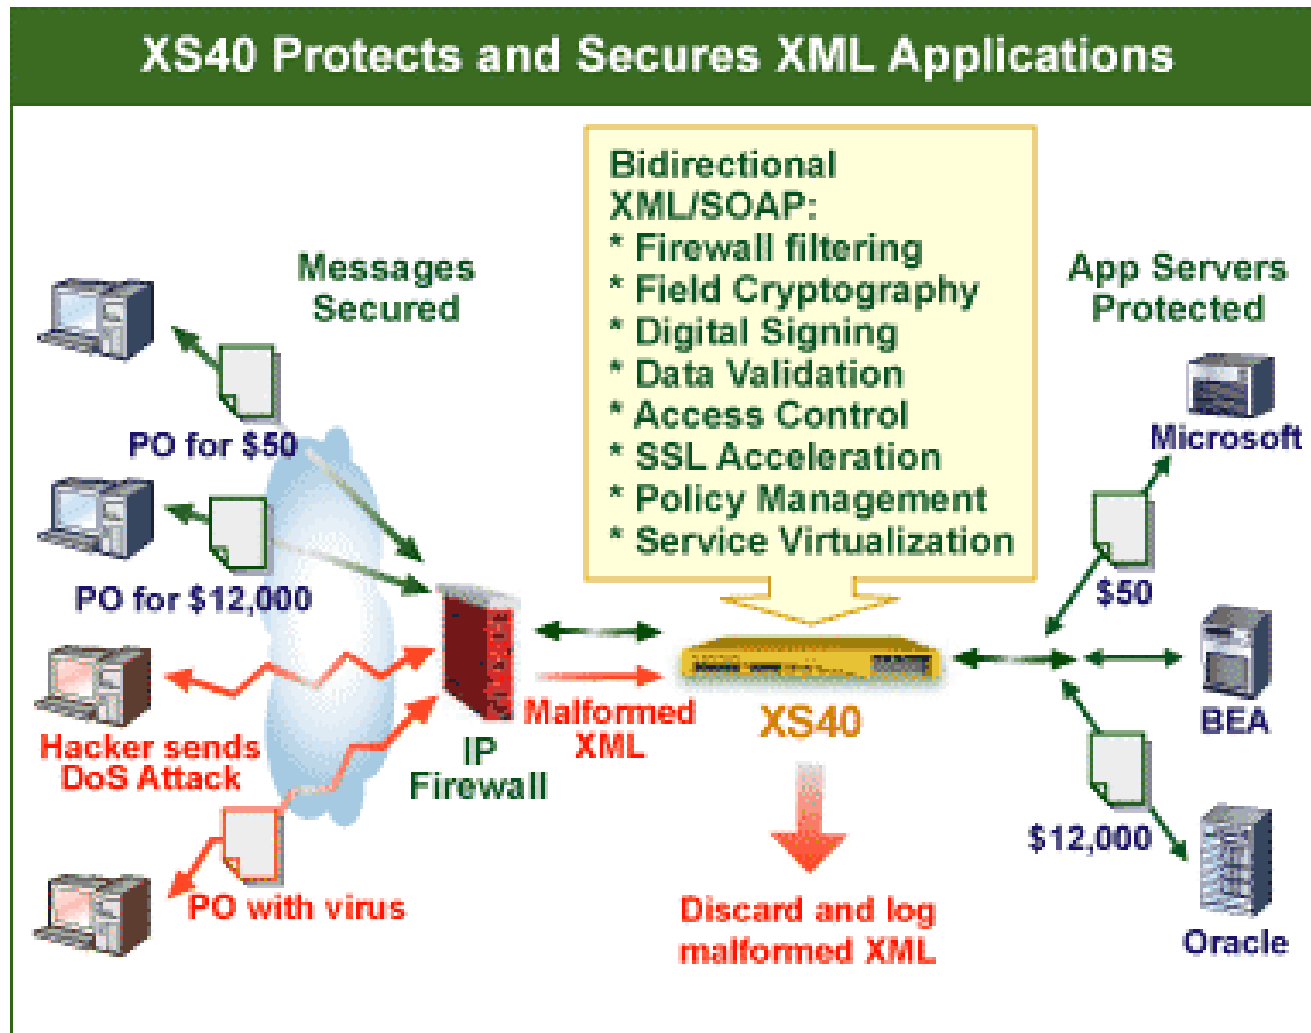 XS40 Protects and Secures XML Applications
Bidirectional
XML/SOAP:
* Firewall filtering
* Field Cryptography
* Digital Signing
* Data Validation
* Access Control
* SSL Acceleration
* Policy Management
* Service Virtualization
Messages
Secured
App Servers
Protected
PO for $50
PO for $12,000
Hacker sends
DoS Attack
PO with virus
IP
Firewall
Malformed
XML
XS40
Discard and log
malformed XML
Microsoft
$50
BEA
$12,000
Oracle